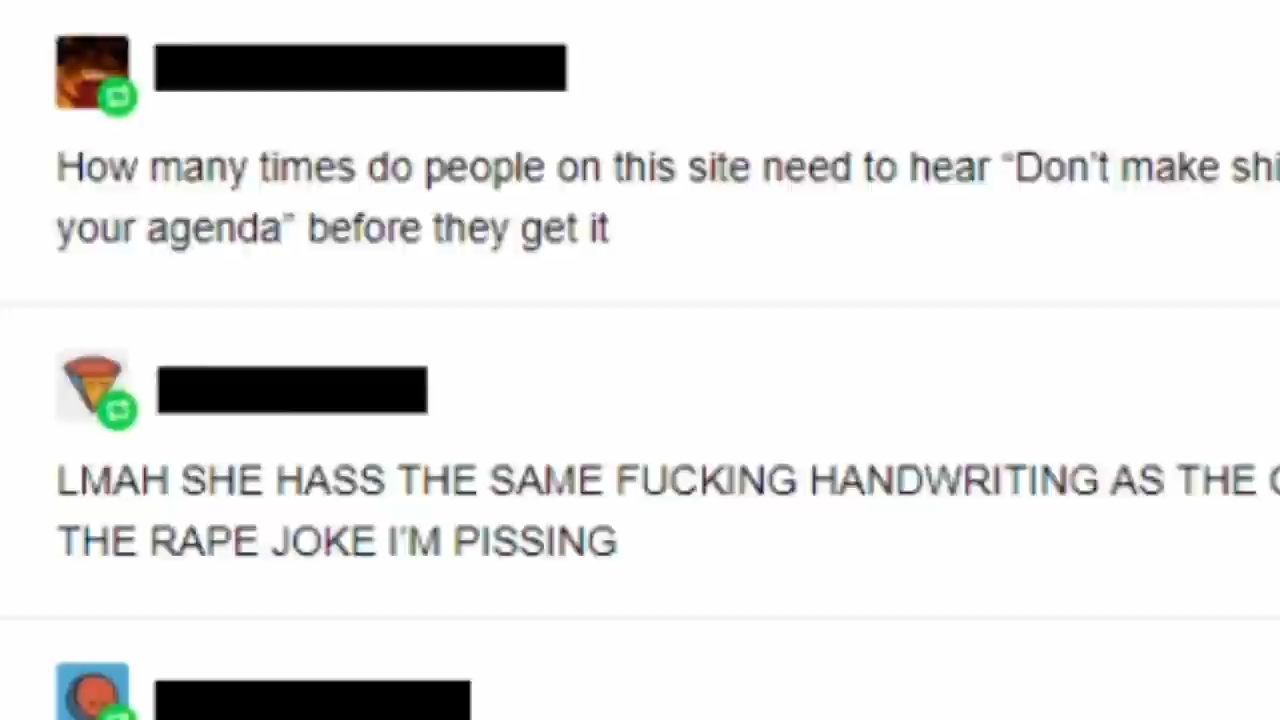 How many times do people on this site need to hear “Don't make shi
your agenda” before they get it
LMAH SHE HASS THE SAME FUCKING HANDWRITING AS THE
THE RAPE JOKE I'M PISSING